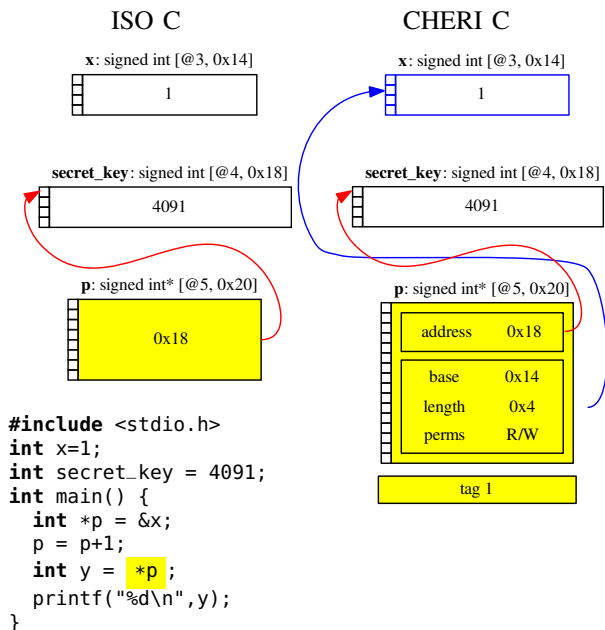 ISO C
CHERI C
x: signed int [@3, 0x14]
1
x: signed int [@3, 0x14]
1
secret_key: signed int [@4, 0x18]
4091
secret_key: signed int [@4, 0x18]
4091
p: signed int* [@5, 0x20]
0x18
p: signed int* [@5, 0x20]
address 0x18
base 0x14
length 0x4
perms R/W
tag 1
#include <stdio.h>
int x=1;
int secret_key = 4091;
int main() {
  int *p = &x;
  p = p+1;
  int y = *p;
  printf("%d\n",y);
}